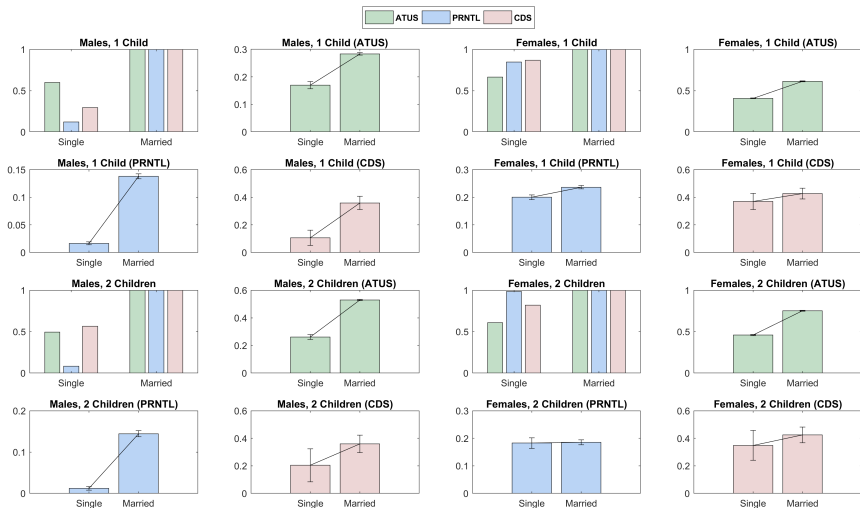 ATUS PRNTL CDS
Males, 1 Child
1
0.5
0
Single Married
Males, 1 Child (ATUS)
0.3
0.2
0.1
0
Single Married
Females, 1 Child
1
0.5
0
Single Married
Females, 1 Child (ATUS)
1
0.5
0
Single Married
Males, 1 Child (PRNTL)
0.15
0.1
0.05
0
Single Married
Males, 1 Child (CDS)
0.6
0.4
0.2
0
Single Married
Females, 1 Child (PRNTL)
0.3
0.2
0.1
0
Single Married
Females, 1 Child (CDS)
0.6
0.4
0.2
0
Single Married
Males, 2 Children
1
0.5
0
Single Married
Males, 2 Children (ATUS)
0.6
0.4
0.2
0
Single Married
Females, 2 Children
1
0.5
0
Single Married
Females, 2 Children (ATUS)
1
0.5
0
Single Married
Males, 2 Children (PRNTL)
0.2
0.1
0
Single Married
Males, 2 Children (CDS)
0.6
0.4
0.2
0
Single Married
Females, 2 Children (PRNTL)
0.3
0.2
0.1
0
Single Married
Females, 2 Children (CDS)
0.6
0.4
0.2
0
Single Married